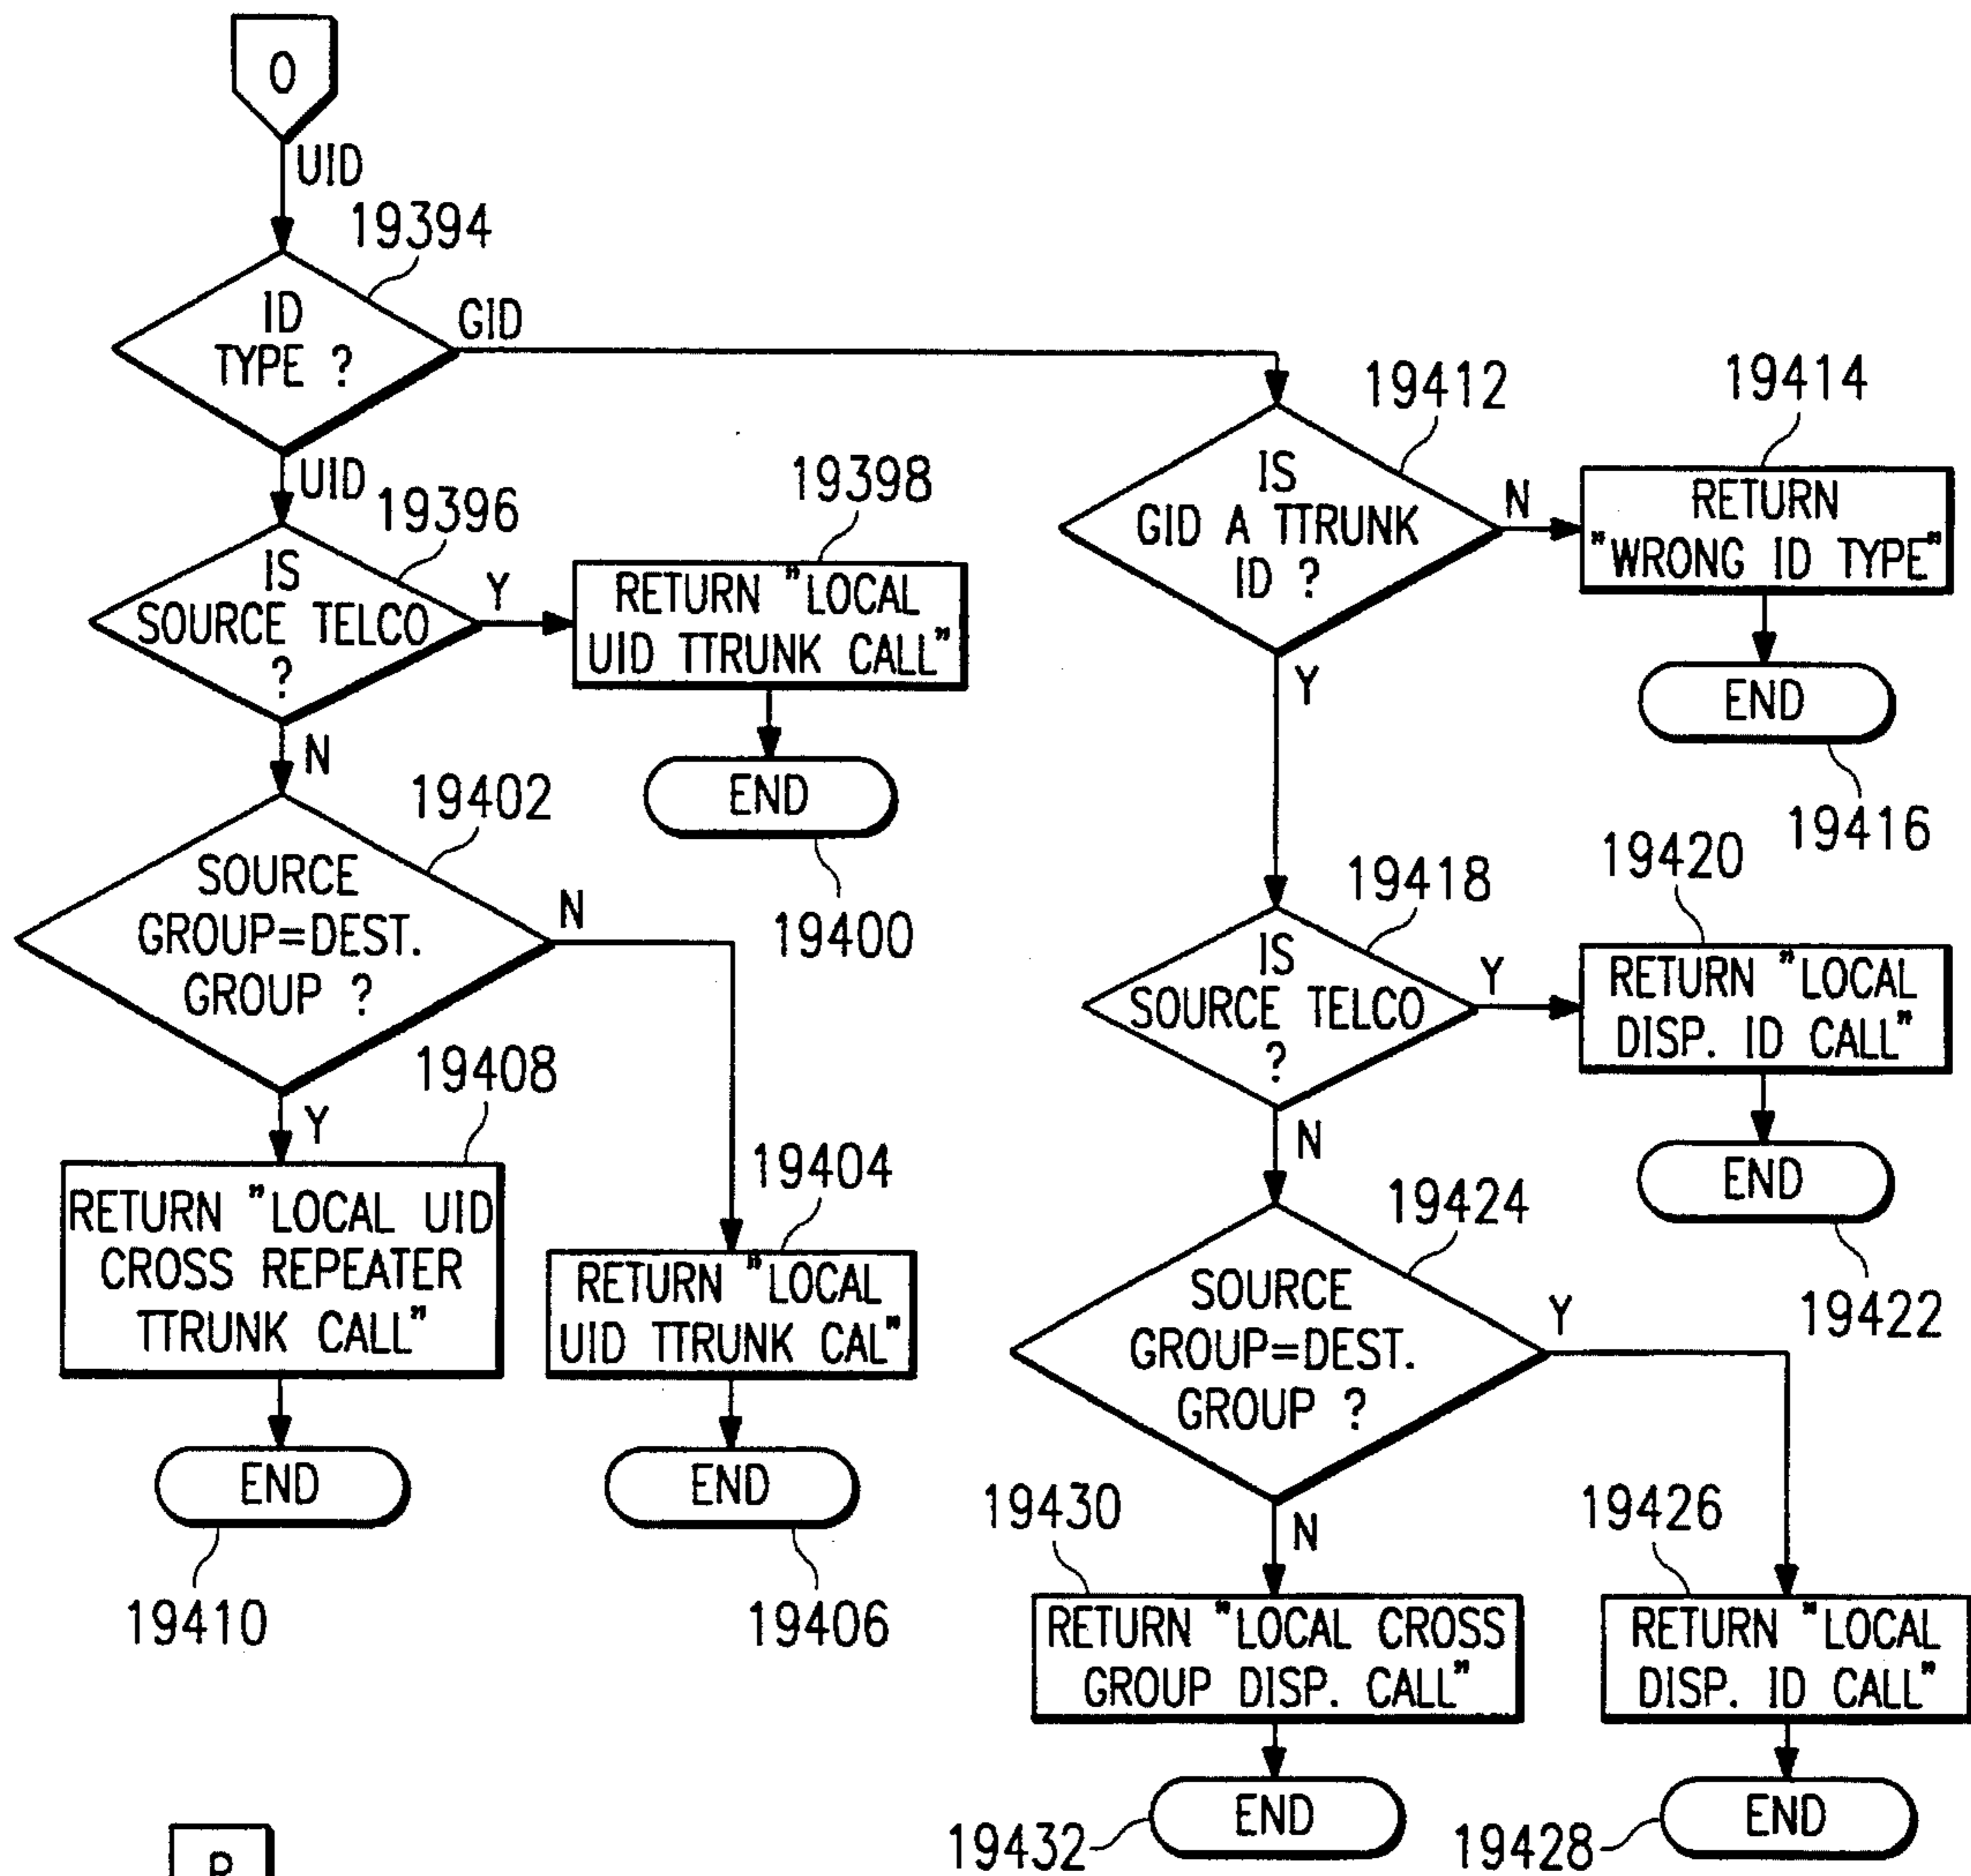 O
UID
19394
ID
TYPE ?
GID
UID
19396
IS
SOURCE TELCO
?
Y
19398
RETURN "LOCAL
UID TTRUNK CALL"
END
19400
N
19402
SOURCE
GROUP=DEST.
GROUP ?
N
Y
19408
RETURN "LOCAL UID
CROSS REPEATER
TTRUNK CALL"
END
19410
19404
RETURN "LOCAL
UID TTRUNK CAL"
END
19406
19412
IS
GID A TTRUNK
ID ?
N
19414
RETURN
"WRONG ID TYPE"
END
19416
Y
19418
IS
SOURCE TELCO
?
Y
19420
RETURN "LOCAL
DISP. ID CALL"
END
19422
N
19424
SOURCE
GROUP=DEST.
GROUP ?
Y
N
19430
RETURN "LOCAL CROSS
GROUP DISP. CALL"
END
19432
19426
RETURN "LOCAL
DISP. ID CALL"
END
19428